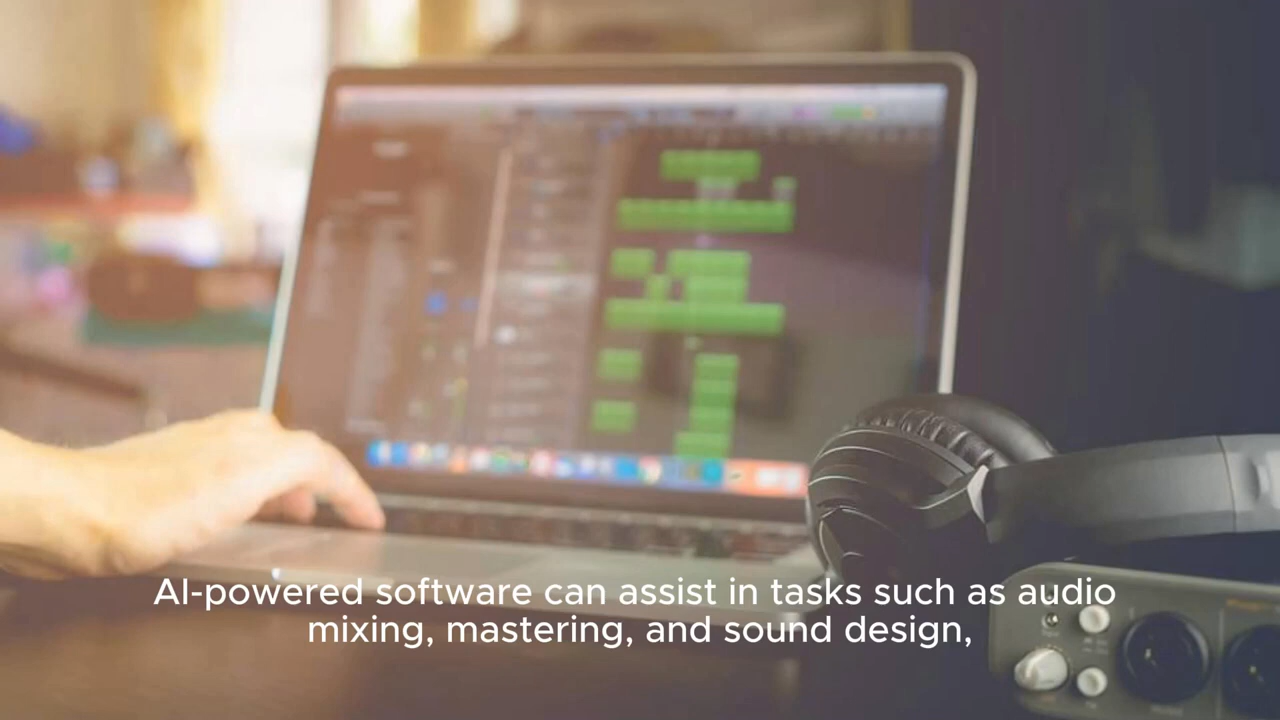 AI-powered software can assist in tasks such as audio
mixing, mastering, and sound design,